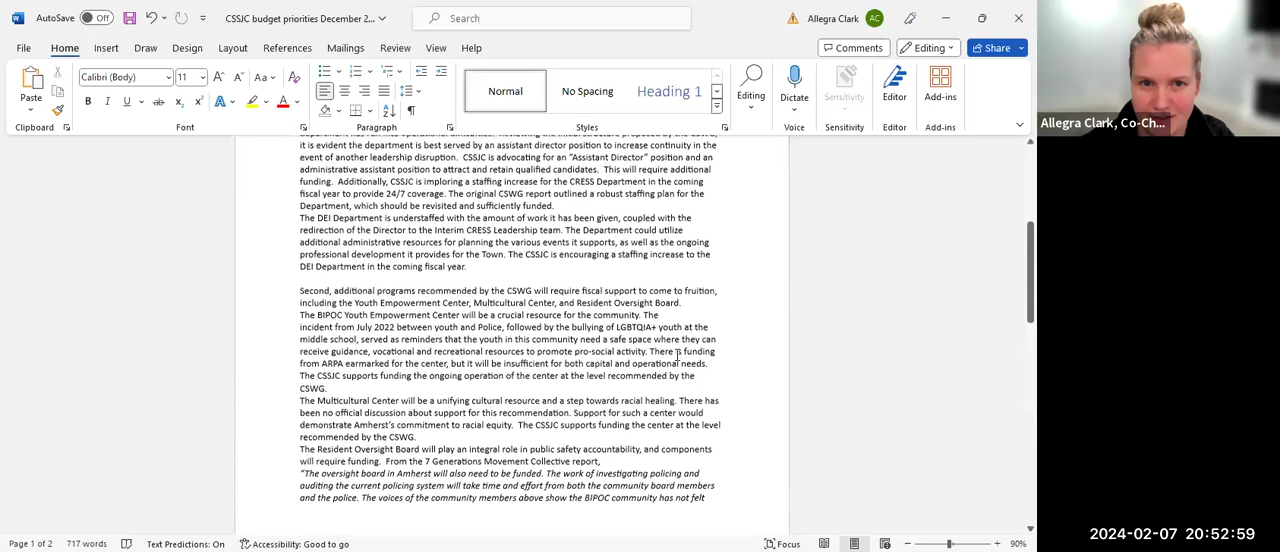 AutoSave Off CSSJC budget priorities December 2... Search Allegra Clark AC
File Home Insert Draw Design Layout References Mailings Review View Help Comments Editing Share
Paste Calibri (Body) 11 A A Aa A Normal No Spacing Heading 1 Editing Dictate Sensitivity Editor Add-ins
B I U ab x₂ x² A A
Clipboard Font Paragraph Styles Voice Sensitivity Editor Add-ins
Allegra Clark, Co-Ch...
it is evident the department is best served by an assistant director position to increase continuity in the
event of another leadership disruption. CSSJC is advocating for an “Assistant Director” position and an
administrative assistant position to attract and retain qualified candidates. This will require additional
funding. Additionally, CSSJC is imploring a staffing increase for the CRESS Department in the coming
fiscal year to provide 24/7 coverage. The original CSWG report outlined a robust staffing plan for the
Department, which should be revisited and sufficiently funded.
The DEI Department is understaffed with the amount of work it has been given, coupled with the
redirection of the Director to the Interim CRESS Leadership team. The Department could utilize
additional administrative resources for planning the various events it supports, as well as the ongoing
professional development it provides for the Town. The CSSJC is encouraging a staffing increase to the
DEI Department in the coming fiscal year.
Second, additional programs recommended by the CSWG will require fiscal support to come to fruition,
including the Youth Empowerment Center, Multicultural Center, and Resident Oversight Board.
The BIPOC Youth Empowerment Center will be a crucial resource for the community. The
incident from July 2022 between youth and Police, followed by the bullying of LGBTQIA+ youth at the
middle school, served as reminders that the youth in this community need a safe space where they can
receive guidance, vocational and recreational resources to promote pro-social activity. There is funding
from ARPA earmarked for the center, but it will be insufficient for both capital and operational needs.
The CSSJC supports funding the ongoing operation of the center at the level recommended by the
CSWG.
The Multicultural Center will be a unifying cultural resource and a step towards racial healing. There has
been no official discussion about support for this recommendation. Support for such a center would
demonstrate Amherst’s commitment to racial equity. The CSSJC supports funding the center at the level
recommended by the CSWG.
The Resident Oversight Board will play an integral role in public safety accountability, and components
will require funding. From the 7 Generations Movement Collective report,
“The oversight board in Amherst will also need to be funded. The work of investigating policing and
auditing the current policing system will take time and effort from both the community board members
and the police. The voices of the community members above show the BIPOC community has not felt
2024-02-07 20:52:59
Page 1 of 2 717 words Text Predictions: On Accessibility: Good to go Focus 90%